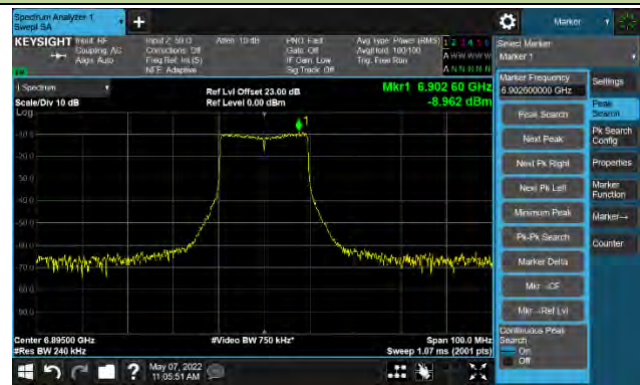 Spectrum Analyzer 1
Swept SA
+
Marker
KEYSIGHT
Input: RF
Coupling: AC
Align: Auto
Input Z: 50 Ω
Corrections: Off
Freq Ref: Int (S)
NFE: Adaptive
Atten: 10 dB
PNO: Fast
Gate: Off
IF Gain: Low
Sig Track: Off
Avg Type: Power (RMS)
Avg|Hold: 100/100
Trig: Free Run
1 2 3 4 5 6
A W W W W W
A N N N N N
Select Marker
Marker 1
1 Spectrum
Scale/Div 10 dB
Log
Ref Lvl Offset 23.00 dB
Ref Level 0.00 dBm
Mkr1 6.902 60 GHz
-8.962 dBm
1
-10.0
-20.0
-30.0
-40.0
-50.0
-60.0
-70.0
-80.0
-90.0
Marker Frequency
6.902600000 GHz
Peak Search
Next Peak
Next Pk Right
Next Pk Left
Minimum Peak
Pk-Pk Search
Marker Delta
Mkr→CF
Mkr→Ref Lvl
Continuous Peak
Search
On
Off
Settings
Peak
Search
Pk Search
Config
Properties
Marker
Function
Marker→
Counter
Center 6.89500 GHz
#Res BW 240 kHz
#Video BW 750 kHz*
Span 100.0 MHz
Sweep 1.07 ms (2001 pts)
?
May 07, 2022
11:05:51 AM